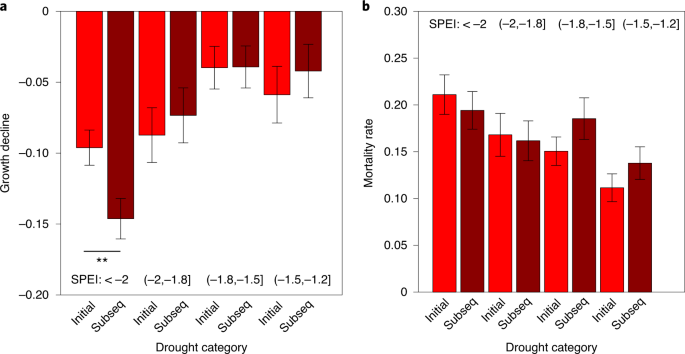 a
0
−0.05
−0.10
−0.15
−0.20
Growth decline
**
SPEI: < −2 (−2,−1.8] (−1.8,−1.5] (−1.5,−1.2]
Initial Subseq Initial Subseq Initial Subseq Initial Subseq
Drought category
b
SPEI: < −2 (−2,−1.8] (−1.8,−1.5] (−1.5,−1.2]
0.30
0.25
0.20
0.15
0.10
0.05
0
Mortality rate
Initial Subseq Initial Subseq Initial Subseq Initial Subseq
Drought category